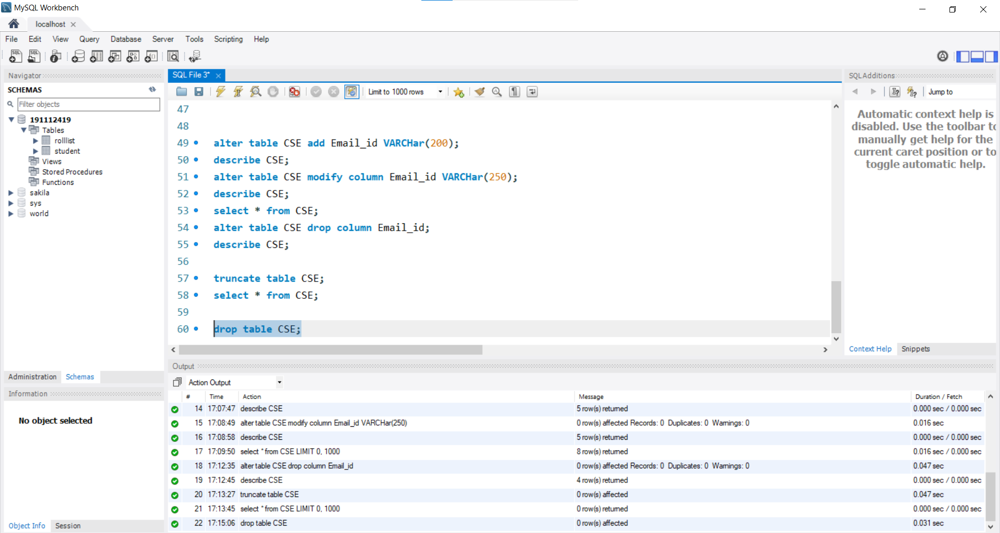 MySQL Workbench
localhost
File Edit View Query Database Server Tools Scripting Help
Navigator
SCHEMAS
Filter objects
191112419
Tables
rolllist
student
Views
Stored Procedures
Functions
sakila
sys
world
Administration Schemas
Information
No object selected
Object Info Session
SQL File 3*
Limit to 1000 rows
47
48
49 alter table CSE add Email_id VARCHar(200);
50 describe CSE;
51 alter table CSE modify column Email_id VARCHar(250);
52 describe CSE;
53 select * from CSE;
54 alter table CSE drop column Email_id;
55 describe CSE;
56
57 truncate table CSE;
58 select * from CSE;
59
60 drop table CSE;
SQLAdditions
Jump to
Automatic context help is
disabled. Use the toolbar to
manually get help for the
current caret position or to
toggle automatic help.
Context Help Snippets
Output
Action Output
# Time Action Message Duration / Fetch
14 17:07:47 describe CSE 5 row(s) returned 0.000 sec / 0.000 sec
15 17:08:49 alter table CSE modify column Email_id VARCHar(250) 0 row(s) affected Records: 0 Duplicates: 0 Warnings: 0 0.016 sec
16 17:08:58 describe CSE 5 row(s) returned 0.000 sec / 0.000 sec
17 17:09:50 select * from CSE LIMIT 0, 1000 8 row(s) returned 0.016 sec / 0.000 sec
18 17:12:35 alter table CSE drop column Email_id 0 row(s) affected Records: 0 Duplicates: 0 Warnings: 0 0.047 sec
19 17:12:45 describe CSE 4 row(s) returned 0.000 sec / 0.000 sec
20 17:13:27 truncate table CSE 0 row(s) affected 0.047 sec
21 17:13:45 select * from CSE LIMIT 0, 1000 0 row(s) returned 0.000 sec / 0.000 sec
22 17:15:06 drop table CSE 0 row(s) affected 0.031 sec